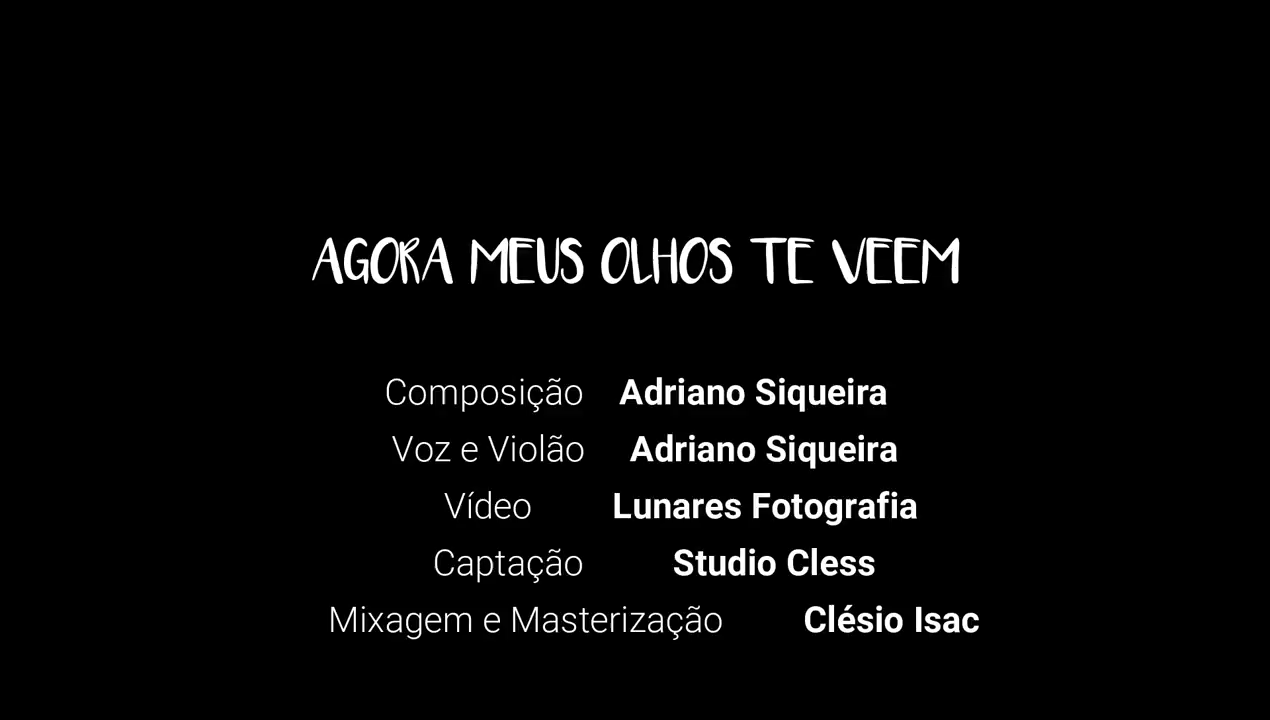 AGORA MEUS OLHOS TE VEEM
Composição Adriano Siqueira
Voz e Violão Adriano Siqueira
Vídeo Lunares Fotografia
Captação Studio Cless
Mixagem e Masterização Clésio Isac